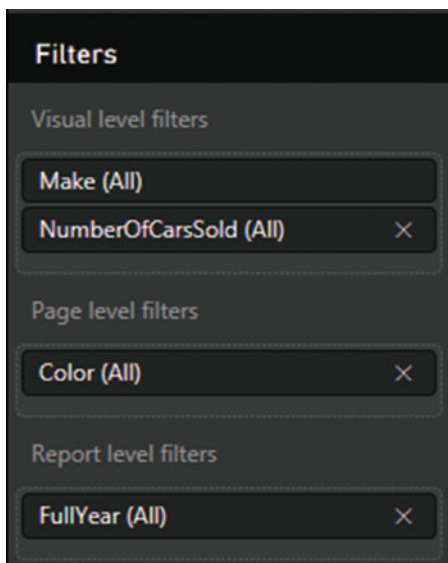 Filters
Visual level filters
Make (All)
NumberOfCarsSold (All)
Page level filters
Color (All)
Report level filters
FullYear (All)